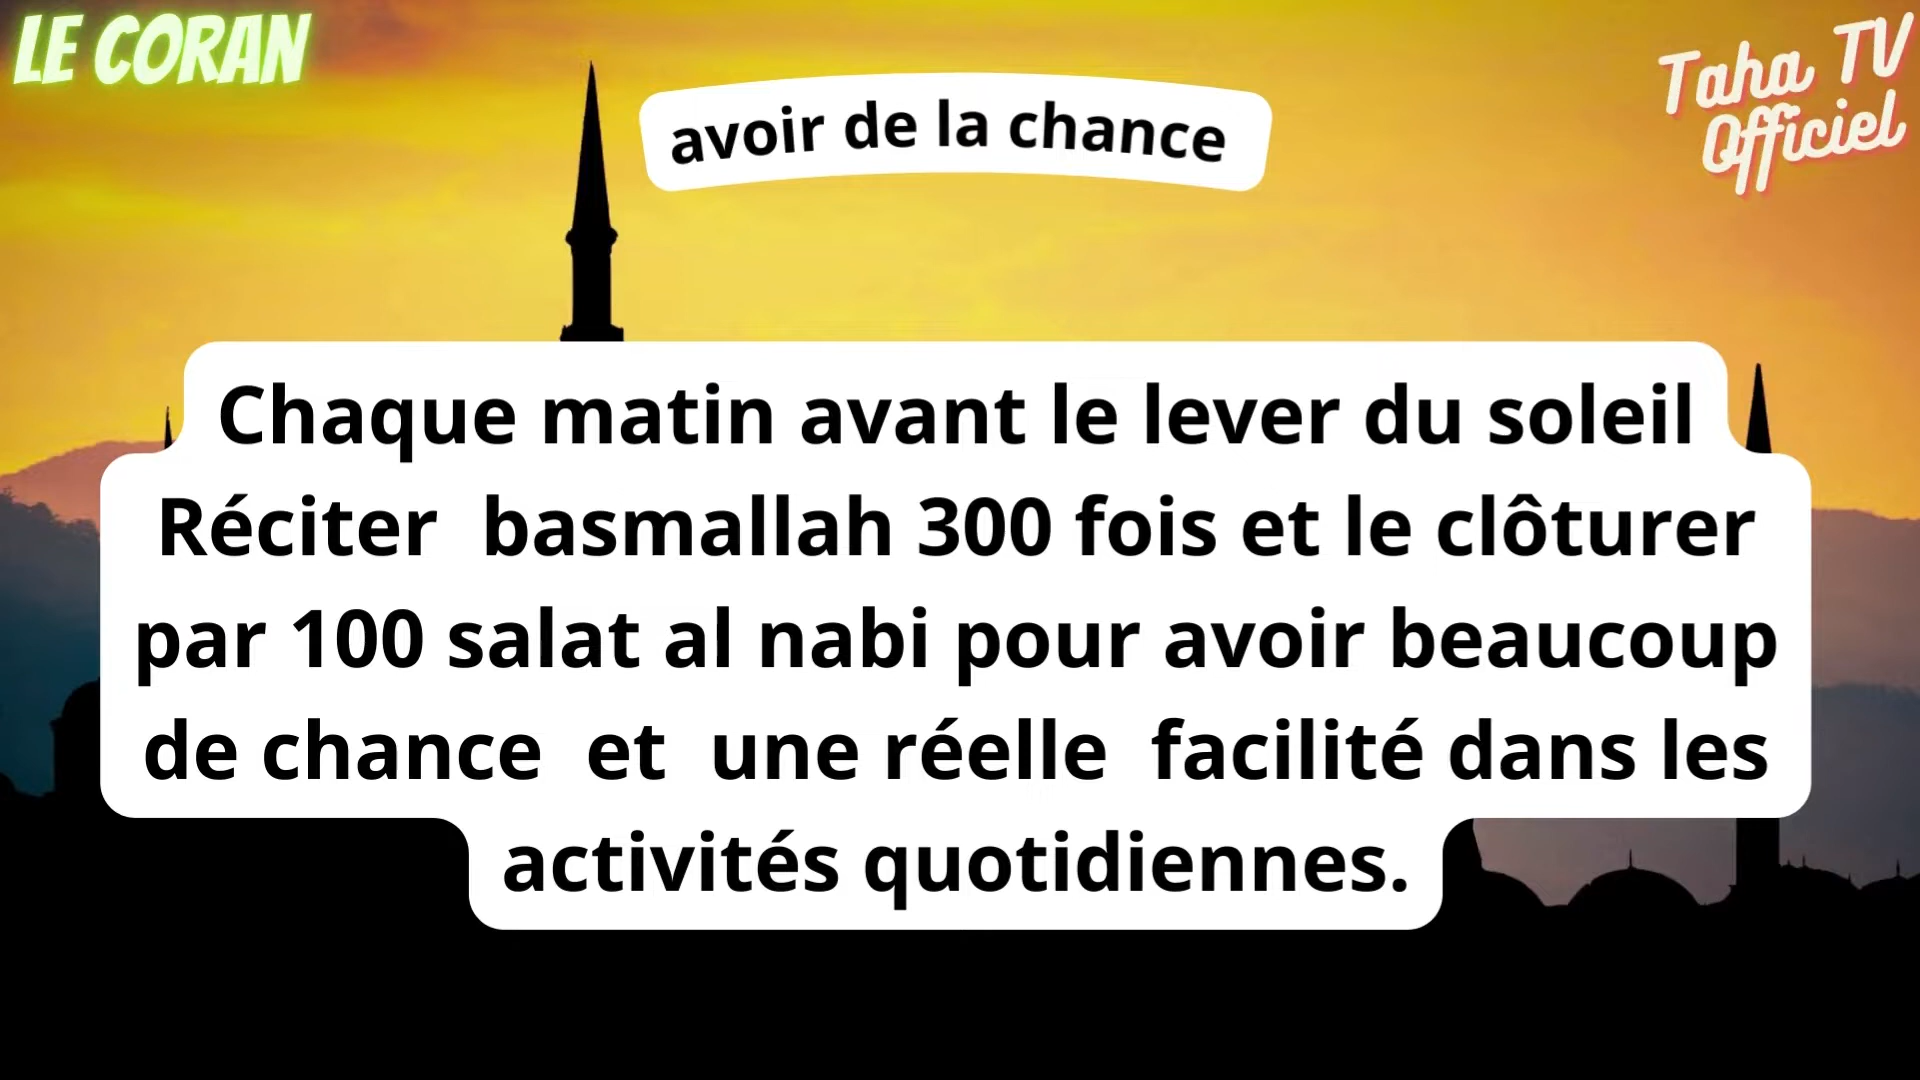 LE CORAN
Taha TV
Officiel
avoir de la chance
Chaque matin avant le lever du soleil
Réciter basmallah 300 fois et le clôturer
par 100 salat al nabi pour avoir beaucoup
de chance et une réelle facilité dans les
activités quotidiennes.